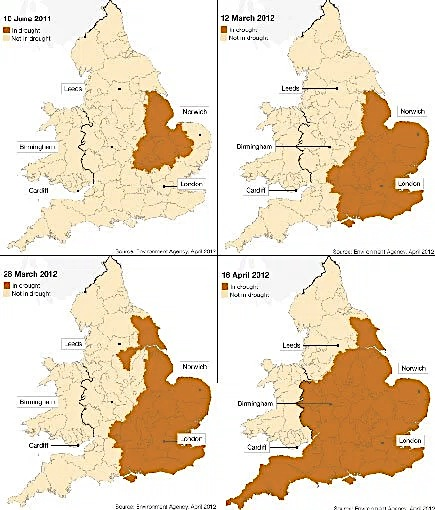 10 June 2011
In drought
Not in drought
Leeds
Norwich
Birmingham
Cardiff
London
Source: Environment Agency, April 2012
12 March 2012
In drought
Not in drought
Leeds
Norwich
Birmingham
Cardiff
London
Source: Environment Agency, April 2012
28 March 2012
In drought
Not in drought
Leeds
Norwich
Birmingham
Cardiff
London
Source: Environment Agency, April 2012
16 April 2012
In drought
Not in drought
Leeds
Norwich
Birmingham
Cardiff
London
Source: Environment Agency, April 2012